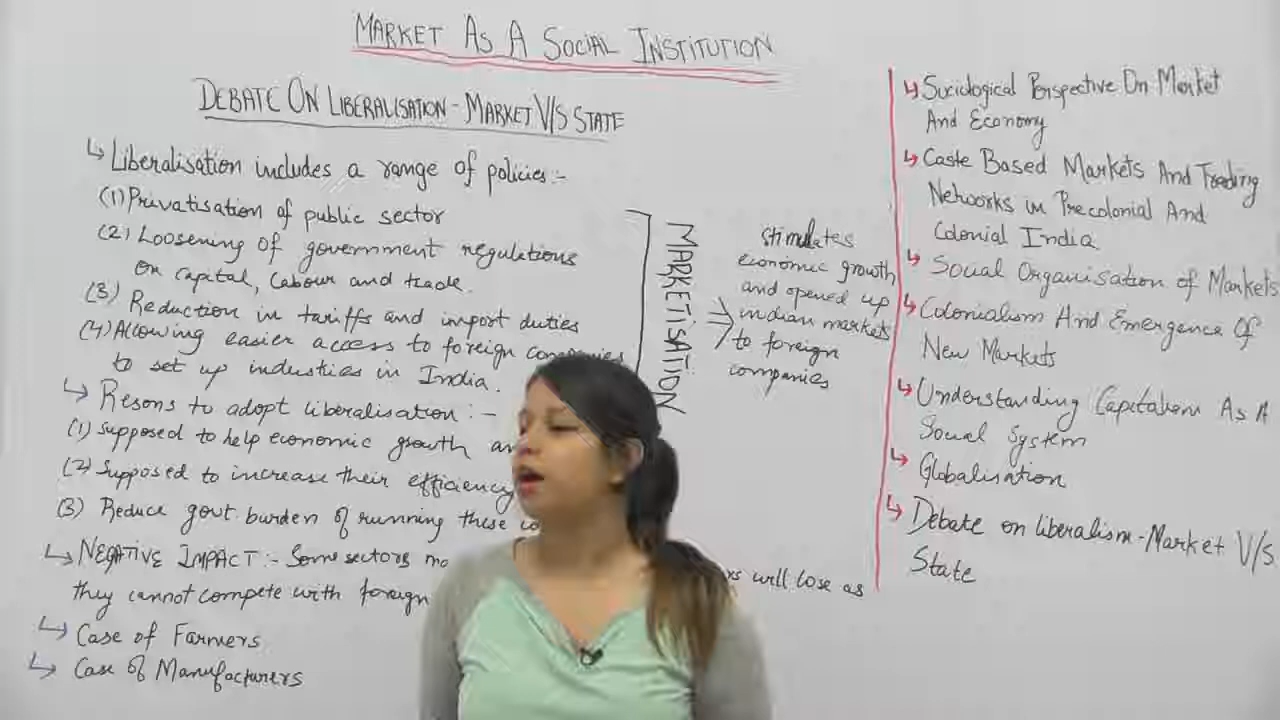 MARKET AS A SOCIAL INSTITUTION
DEBATE ON LIBERALISATION - MARKET V/S STATE
↳ Liberalisation includes a range of policies:-
(1) Privatisation of public sector
(2) Loosening of government regulations
on capital, labour and trade.
(3) Reduction in tariffs and import duties
(4) Allowing easier access to foreign companies
to set up industies in India.
MARKETISATION
stimulates
economic growth
and opened up
indian markets
to foreign
companies
↳ Resons to adopt liberalisation:-
(1) Supposed to help economic growth
(2) Supposed to increase their efficiency
(3) Reduce govt. burden of running these
↳ NEGATIVE IMPACT:- Some sectors will lose as
they cannot compete with foreign
↳ Case of Farmers
↳ Case of Manufacturers
↳ Sociological Perspective On Market
And Economy
↳ Caste Based Markets And Trading
Networks in Precolonial And
Colonial India
↳ Social Organisation of Markets
↳ Colonialism And Emergence Of
New Markets
↳ Understanding Capitalism As A
Social System
↳ Globalisation
↳ Debate on liberalism - Market V/S
State